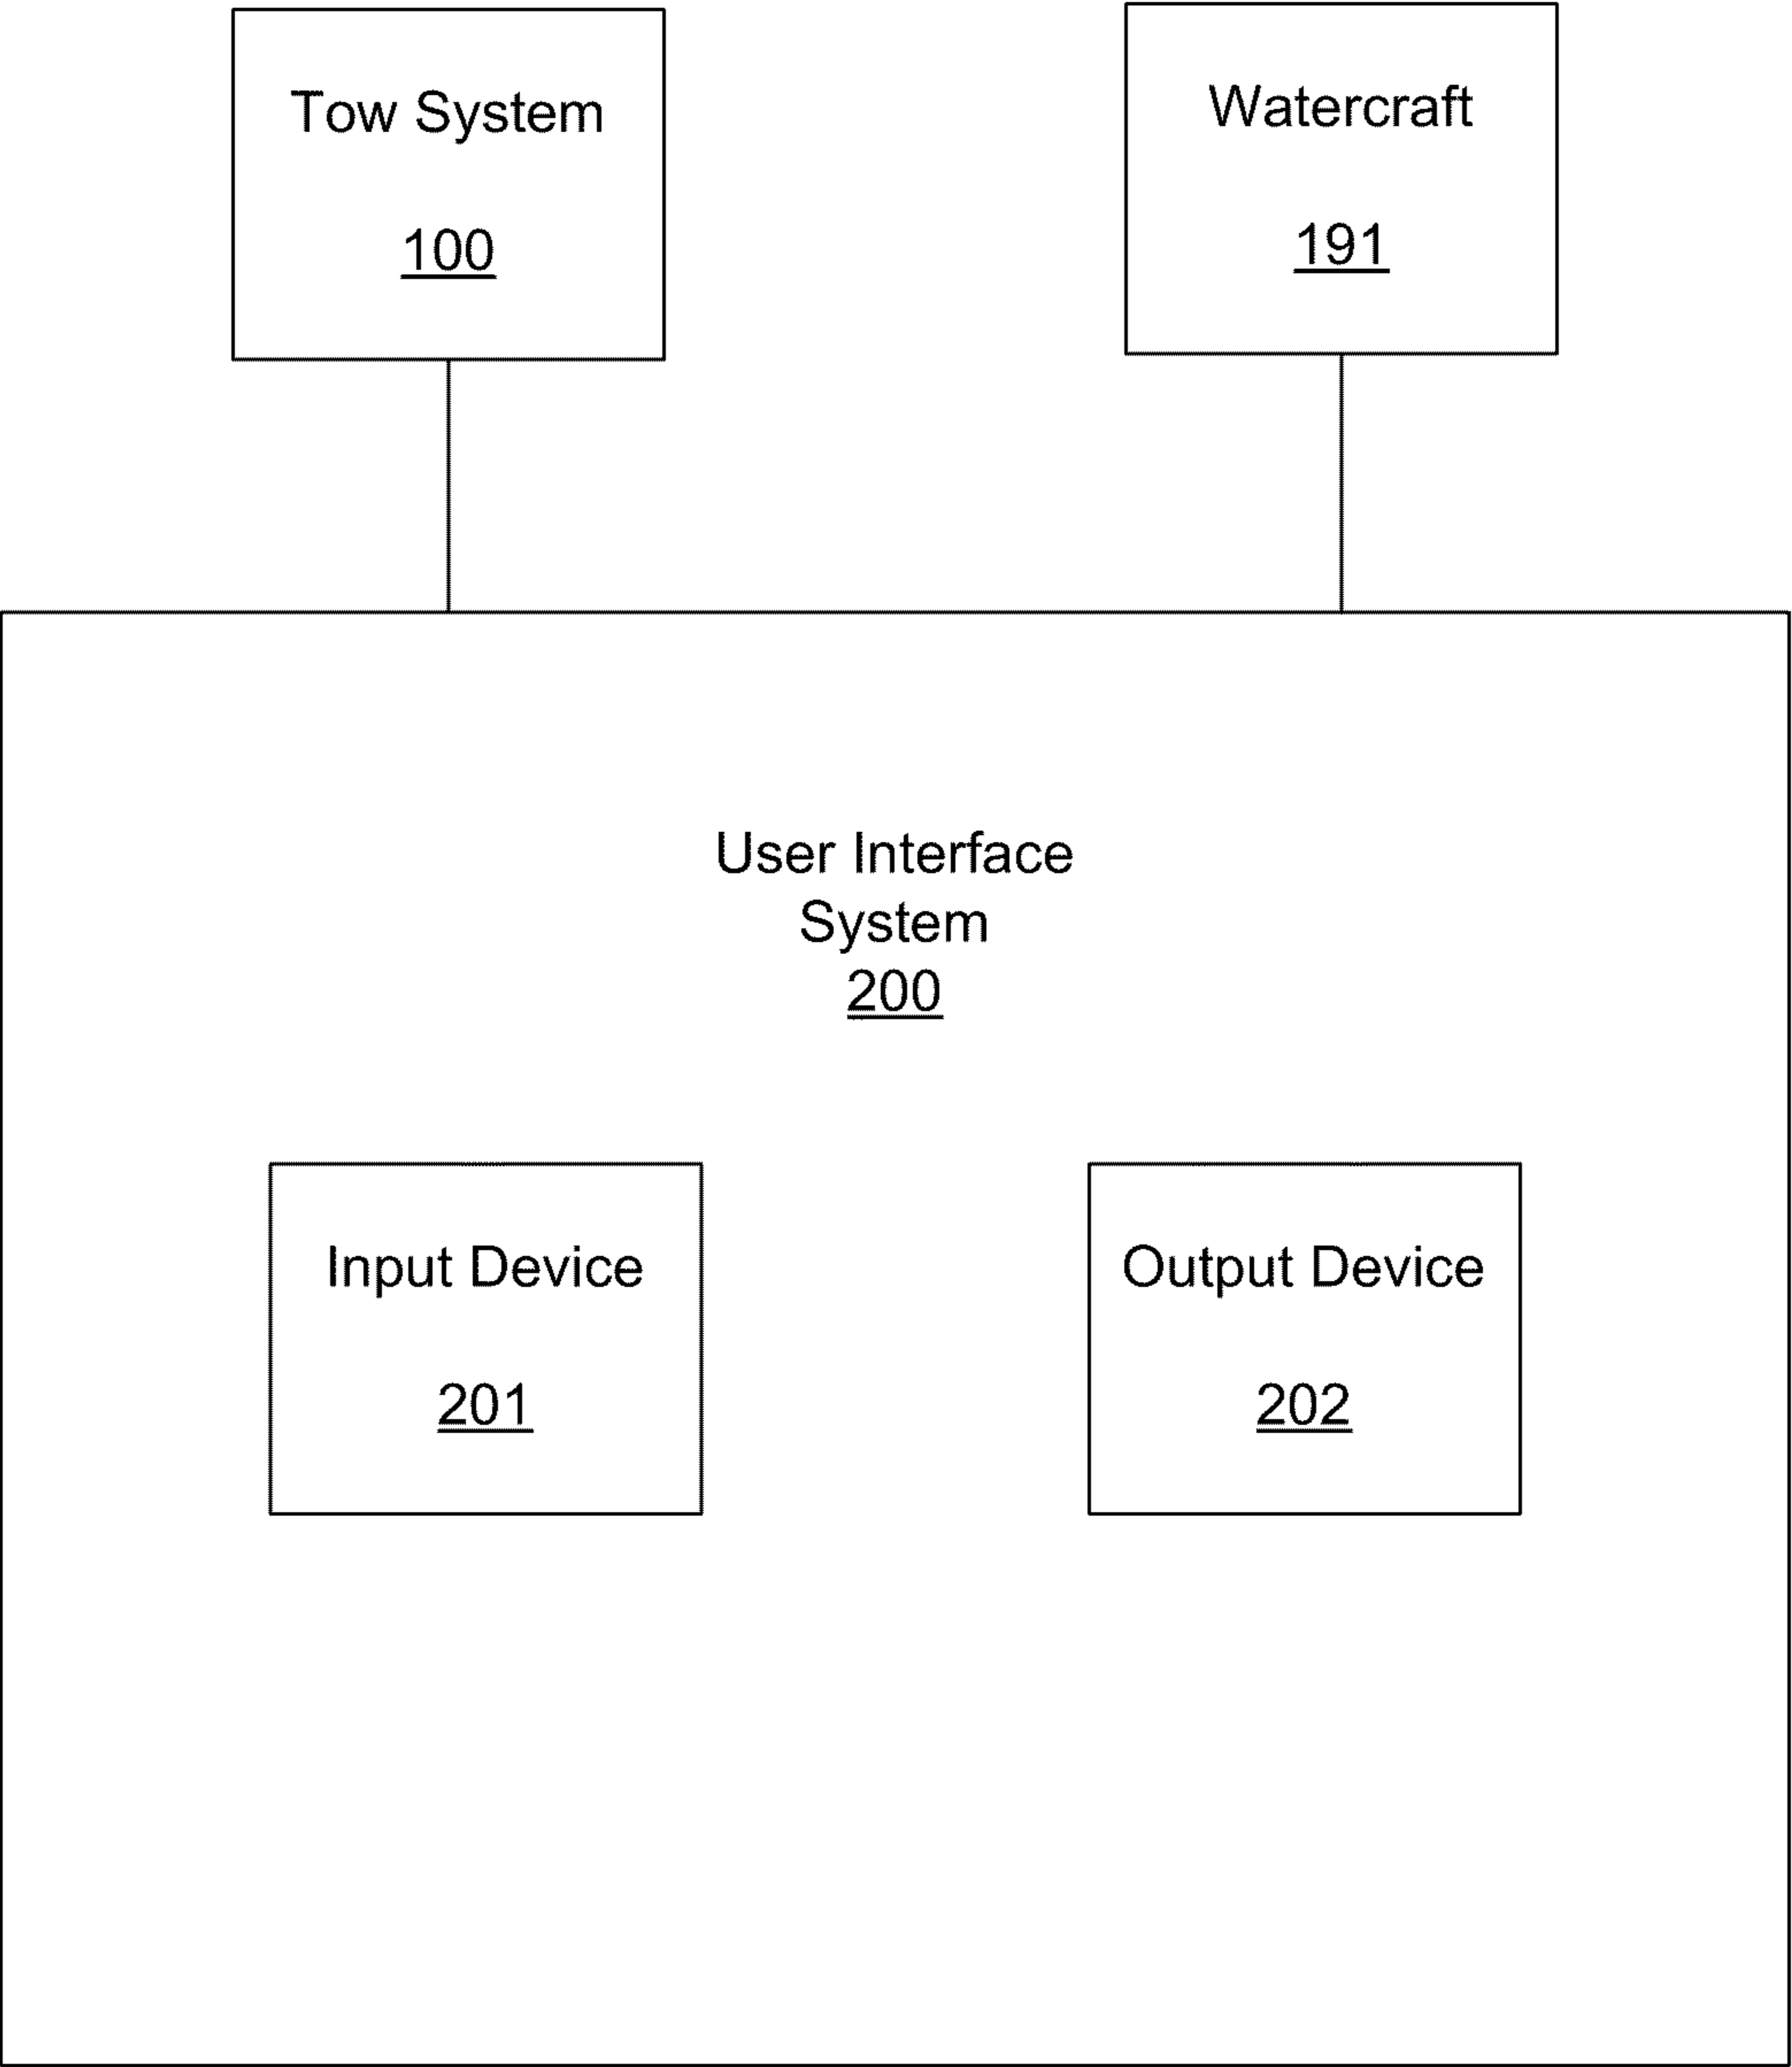 Tow System
100
Watercraft
191
User Interface
System
200
Input Device
201
Output Device
202